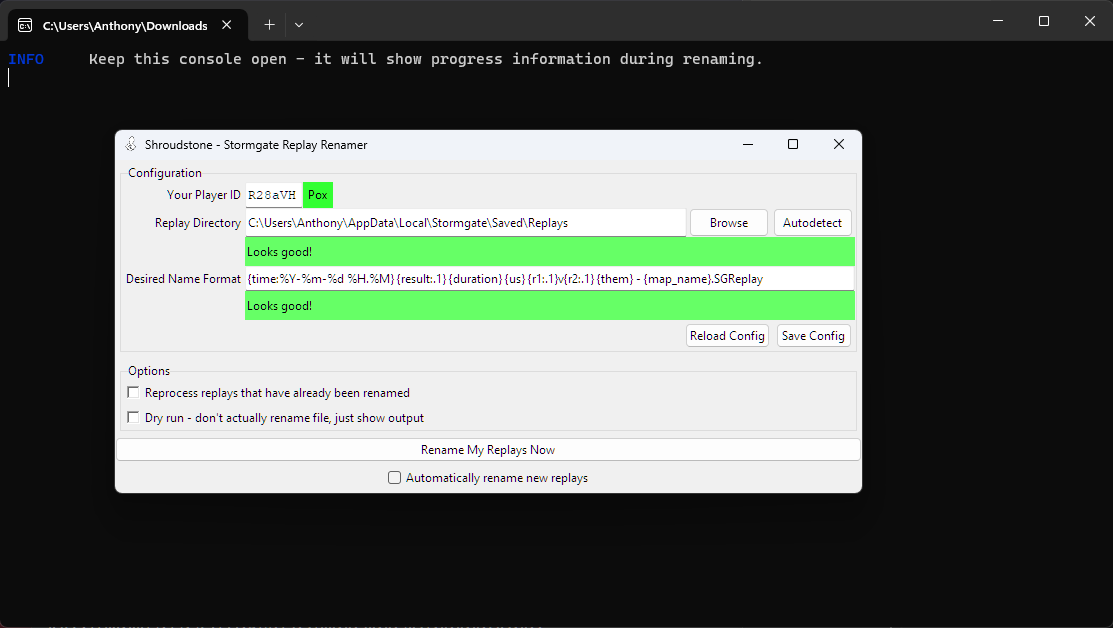 C:\Users\Anthony\Downloads
INFO Keep this console open - it will show progress information during renaming.
Shroudstone - Stormgate Replay Renamer
Configuration
Your Player ID R28aVH Pox
Replay Directory C:\Users\Anthony\AppData\Local\Stormgate\Saved\Replays Browse Autodetect
Looks good!
Desired Name Format {time:%Y-%m-%d %H.%M} {result:.1} {duration} {us} {r1:.1}v{r2:.1} {them} - {map_name}.SGReplay
Looks good!
Reload Config Save Config
Options
Reprocess replays that have already been renamed
Dry run - don't actually rename file, just show output
Rename My Replays Now
Automatically rename new replays